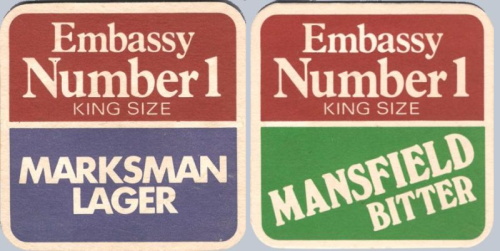 Embassy
Number 1
KING SIZE
MARKSMAN
LAGER
Embassy
Number 1
KING SIZE
MANSFIELD
BITTER